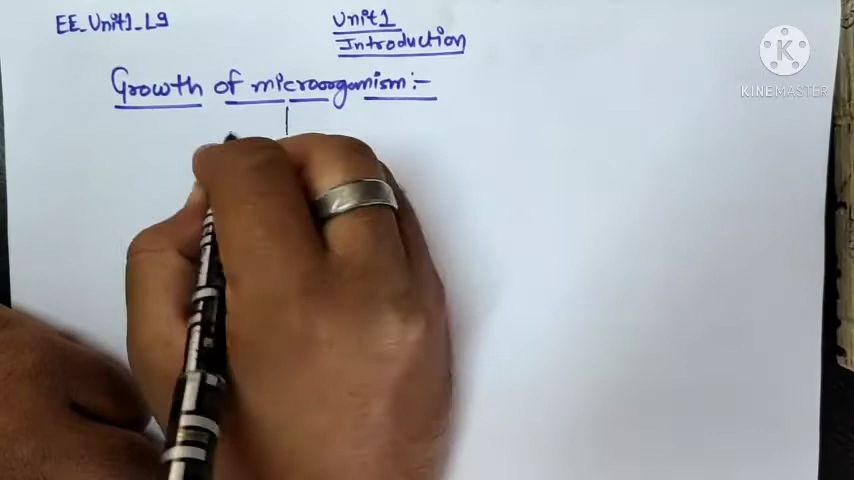 EE_Unit1_L9
Unit1
Introduction
Growth of microorganism :-
K
KINEMASTER